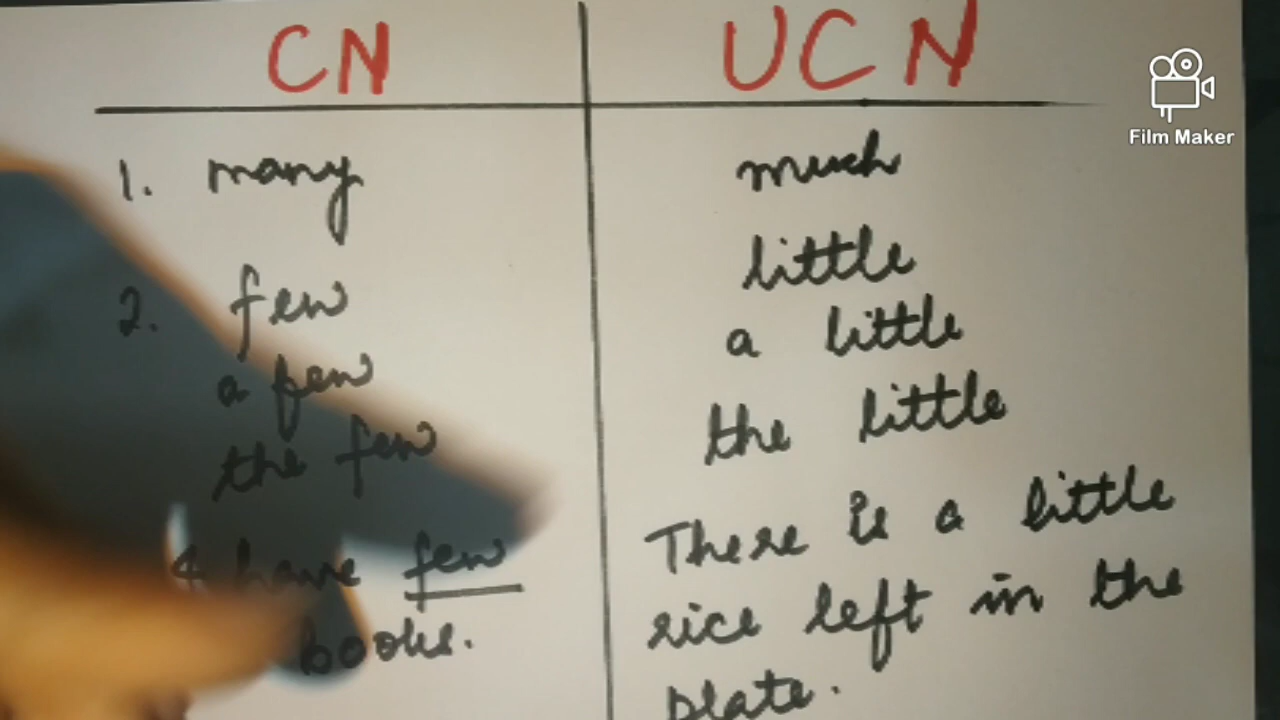 CN
UCN
Film Maker
1. many
much
2. few
little
a few
a little
the few
the little
I have few
books.
There is a little
rice left in the
plate.